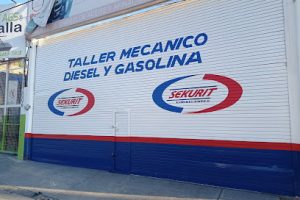 TALLER MECANICO
DIESEL Y GASOLINA
SEKURIT
SEKURIT
alla